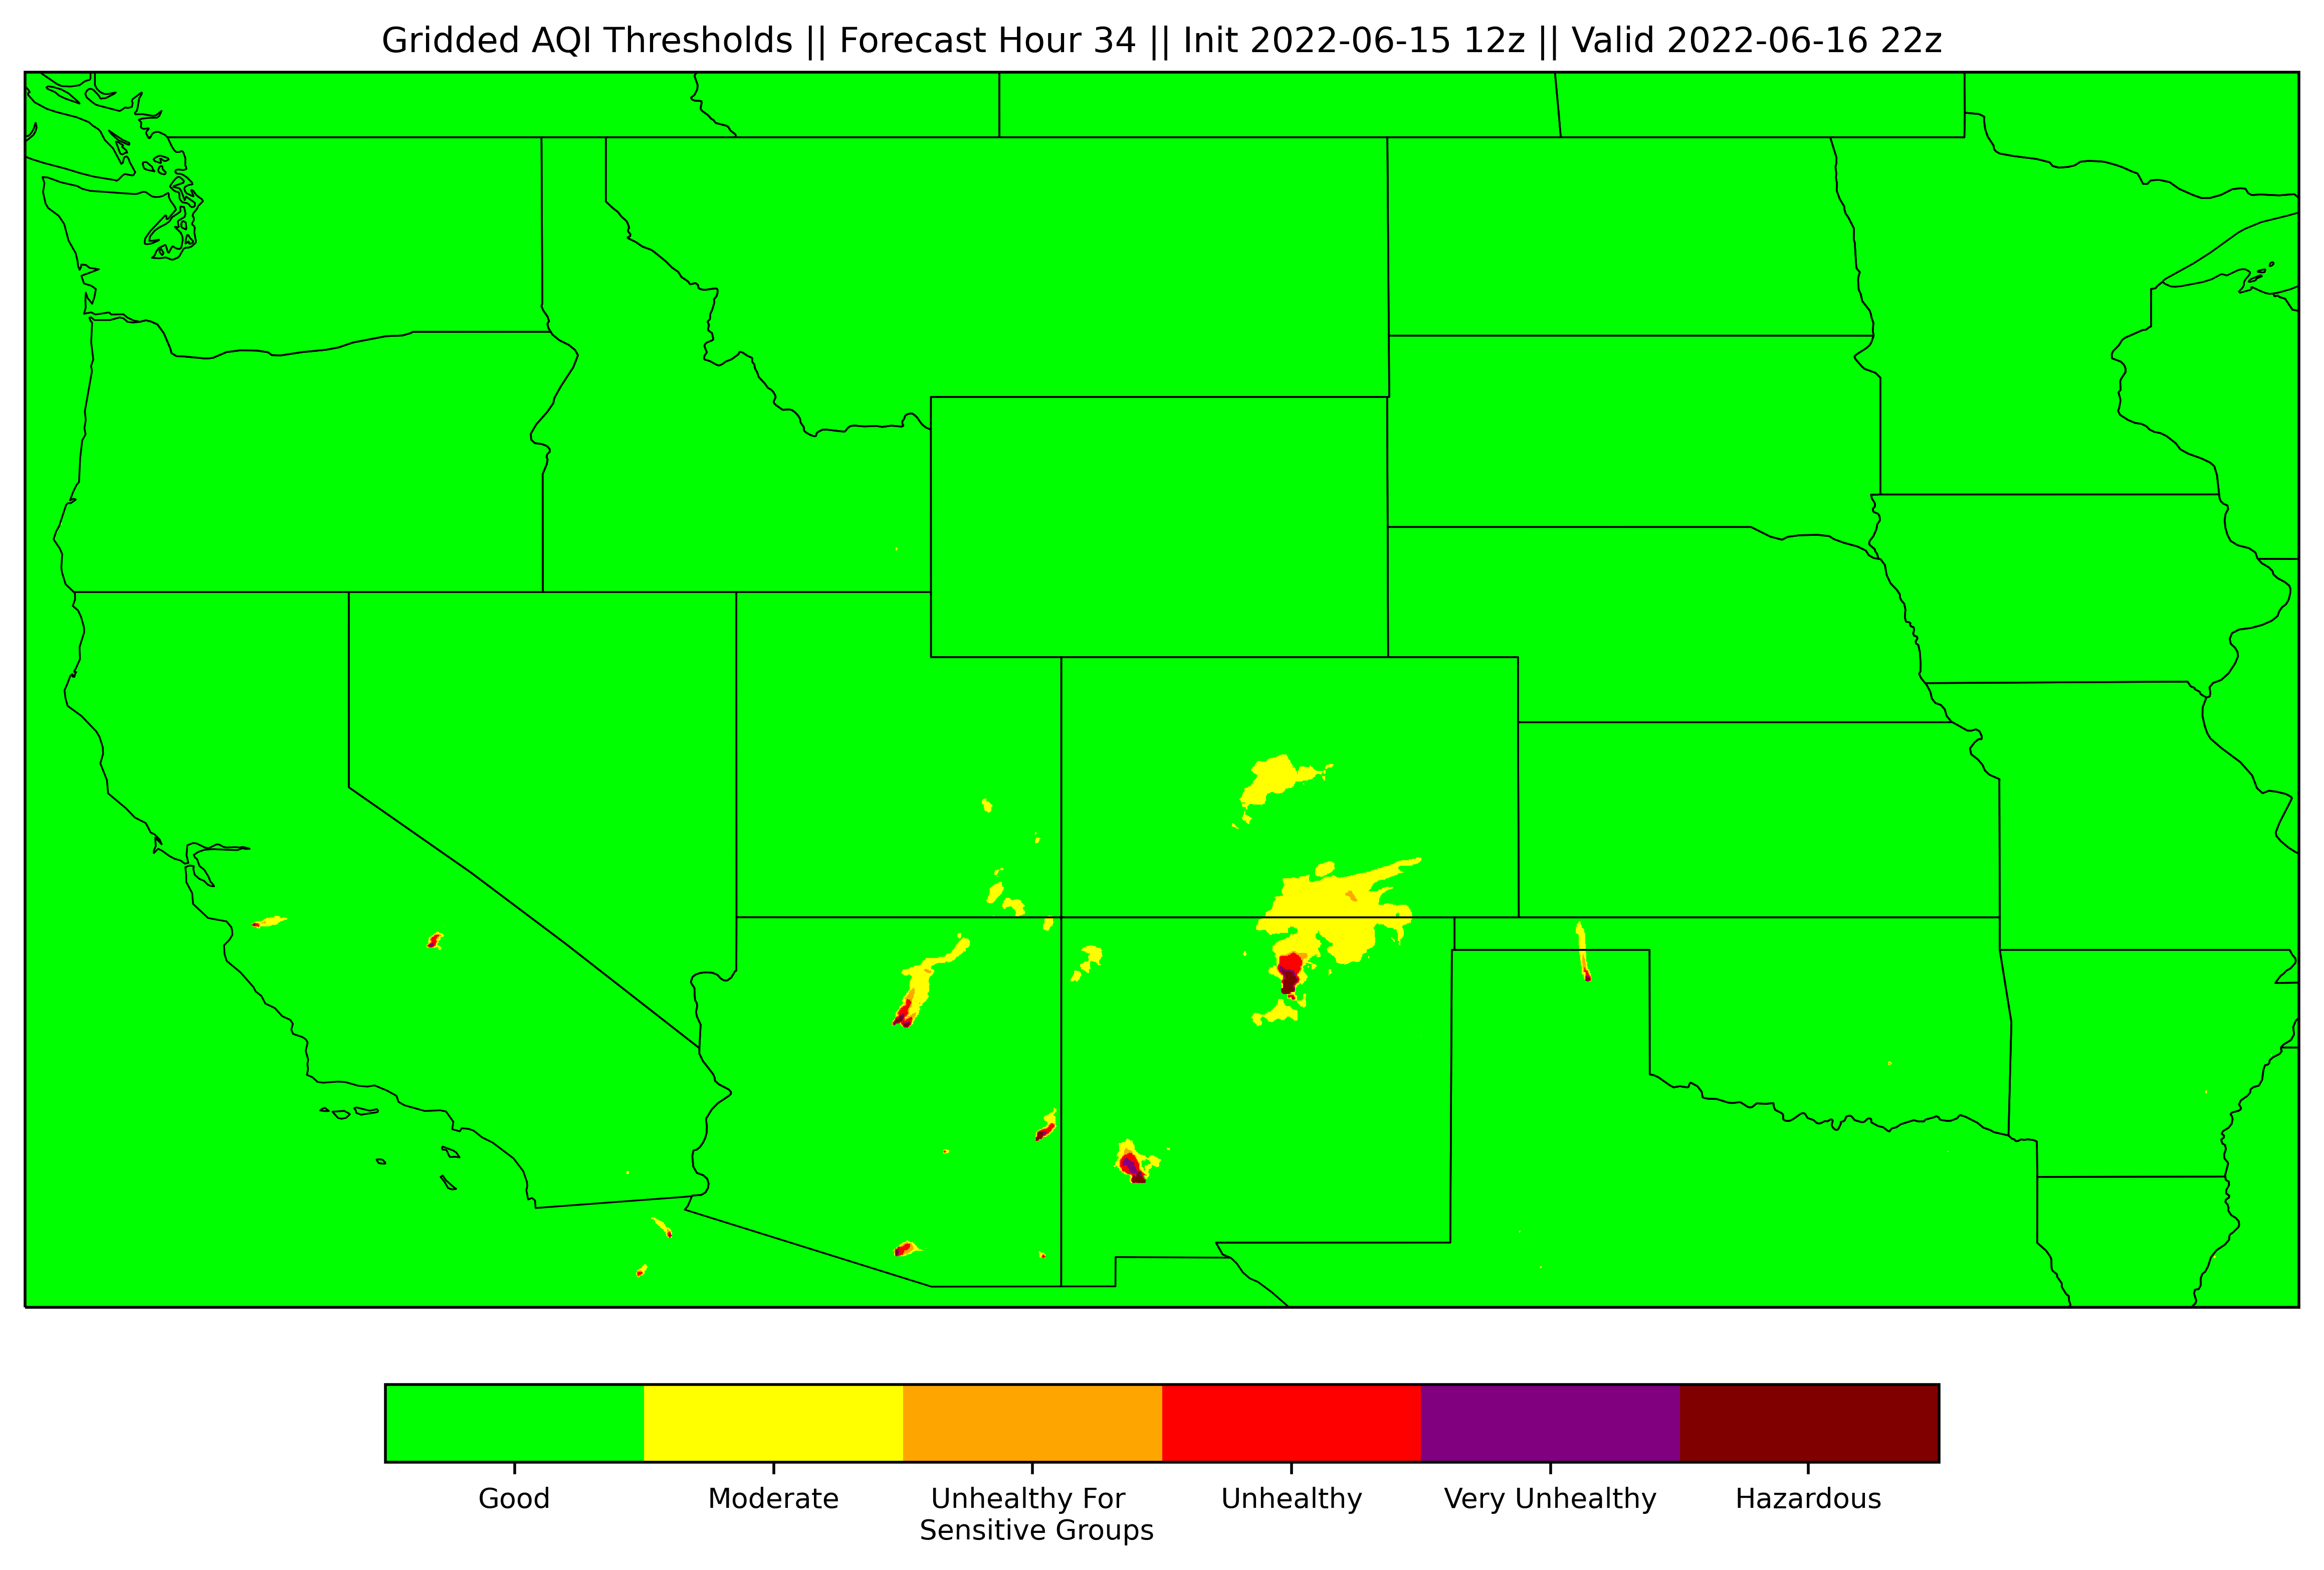 Gridded AQI Thresholds || Forecast Hour 34 || Init 2022-06-15 12z || Valid 2022-06-16 22z
Good
Moderate
Unhealthy For
Sensitive Groups
Unhealthy
Very Unhealthy
Hazardous